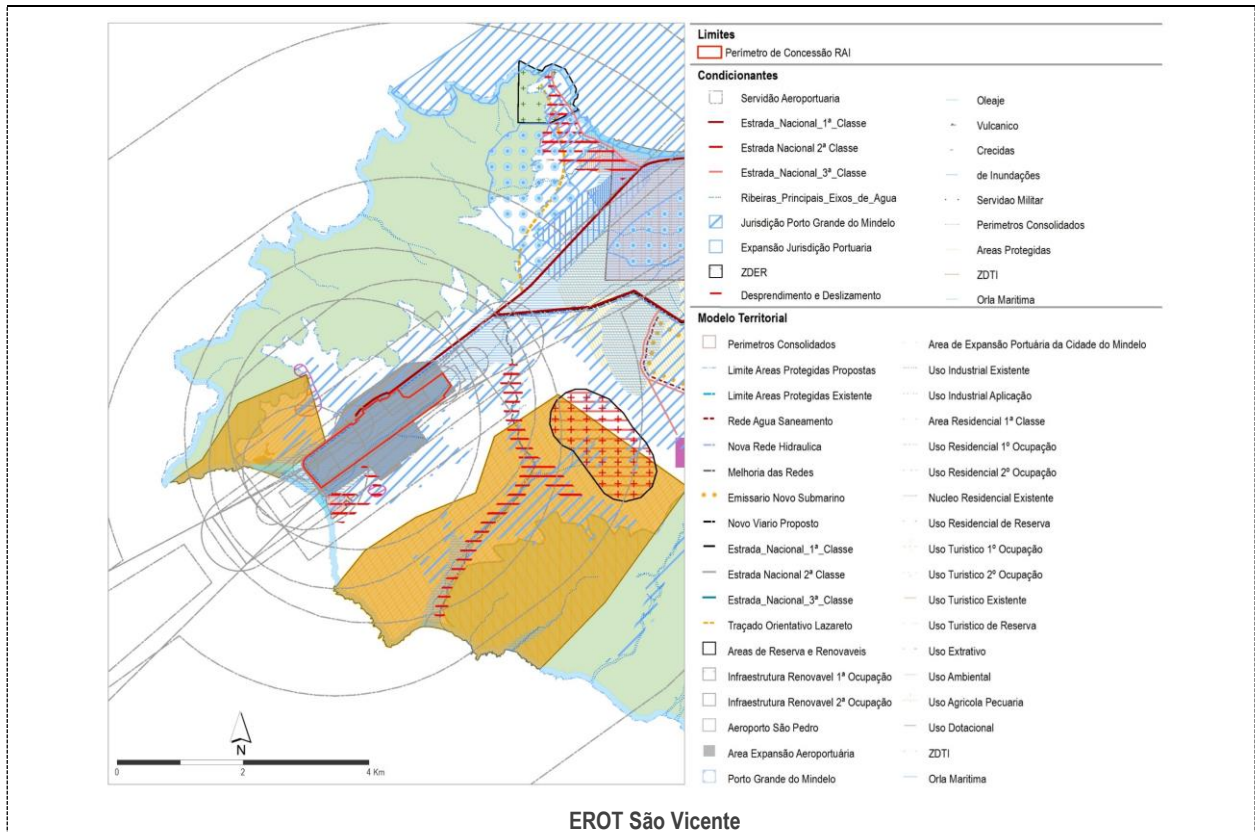 Limites
Perímetro de Concessão RAI
Condicionantes
Servidão Aeroportuaria
Estrada_Nacional_1ª_Classe
Estrada Nacional 2ª Classe
Estrada_Nacional_3ª_Classe
Ribeiras_Principais_Eixos_de_Agua
Jurisdição Porto Grande do Mindelo
Expansão Jurisdição Portuaria
ZDER
Desprendimento e Deslizamento
Oleaje
Vulcanico
Crecidas
de Inundações
Servidao Militar
Perimetros Consolidados
Areas Protegidas
ZDTI
Orla Maritima
Modelo Territorial
Perimetros Consolidados
Limite Areas Protegidas Propostas
Limite Areas Protegidas Existente
Rede Agua Saneamento
Nova Rede Hidraulica
Melhoria das Redes
Emissario Novo Submarino
Novo Viario Proposto
Estrada_Nacional_1ª_Classe
Estrada Nacional 2ª Classe
Estrada_Nacional_3ª_Classe
Traçado Orientativo Lazareto
Areas de Reserva e Renovaveis
Infraestrutura Renovavel 1ª Ocupação
Infraestrutura Renovavel 2ª Ocupação
Aeroporto São Pedro
Area Expansão Aeroportuária
Porto Grande do Mindelo
Area de Expansão Portuária da Cidade do Mindelo
Uso Industrial Existente
Uso Industrial Aplicação
Area Residencial 1ª Classe
Uso Residencial 1º Ocupação
Uso Residencial 2º Ocupação
Nucleo Residencial Existente
Uso Residencial de Reserva
Uso Turistico 1º Ocupação
Uso Turistico 2º Ocupação
Uso Turistico Existente
Uso Turistico de Reserva
Uso Extrativo
Uso Ambiental
Uso Agricola Pecuaria
Uso Dotacional
ZDTI
Orla Maritima
N
0 2 4 Km
EROT São Vicente